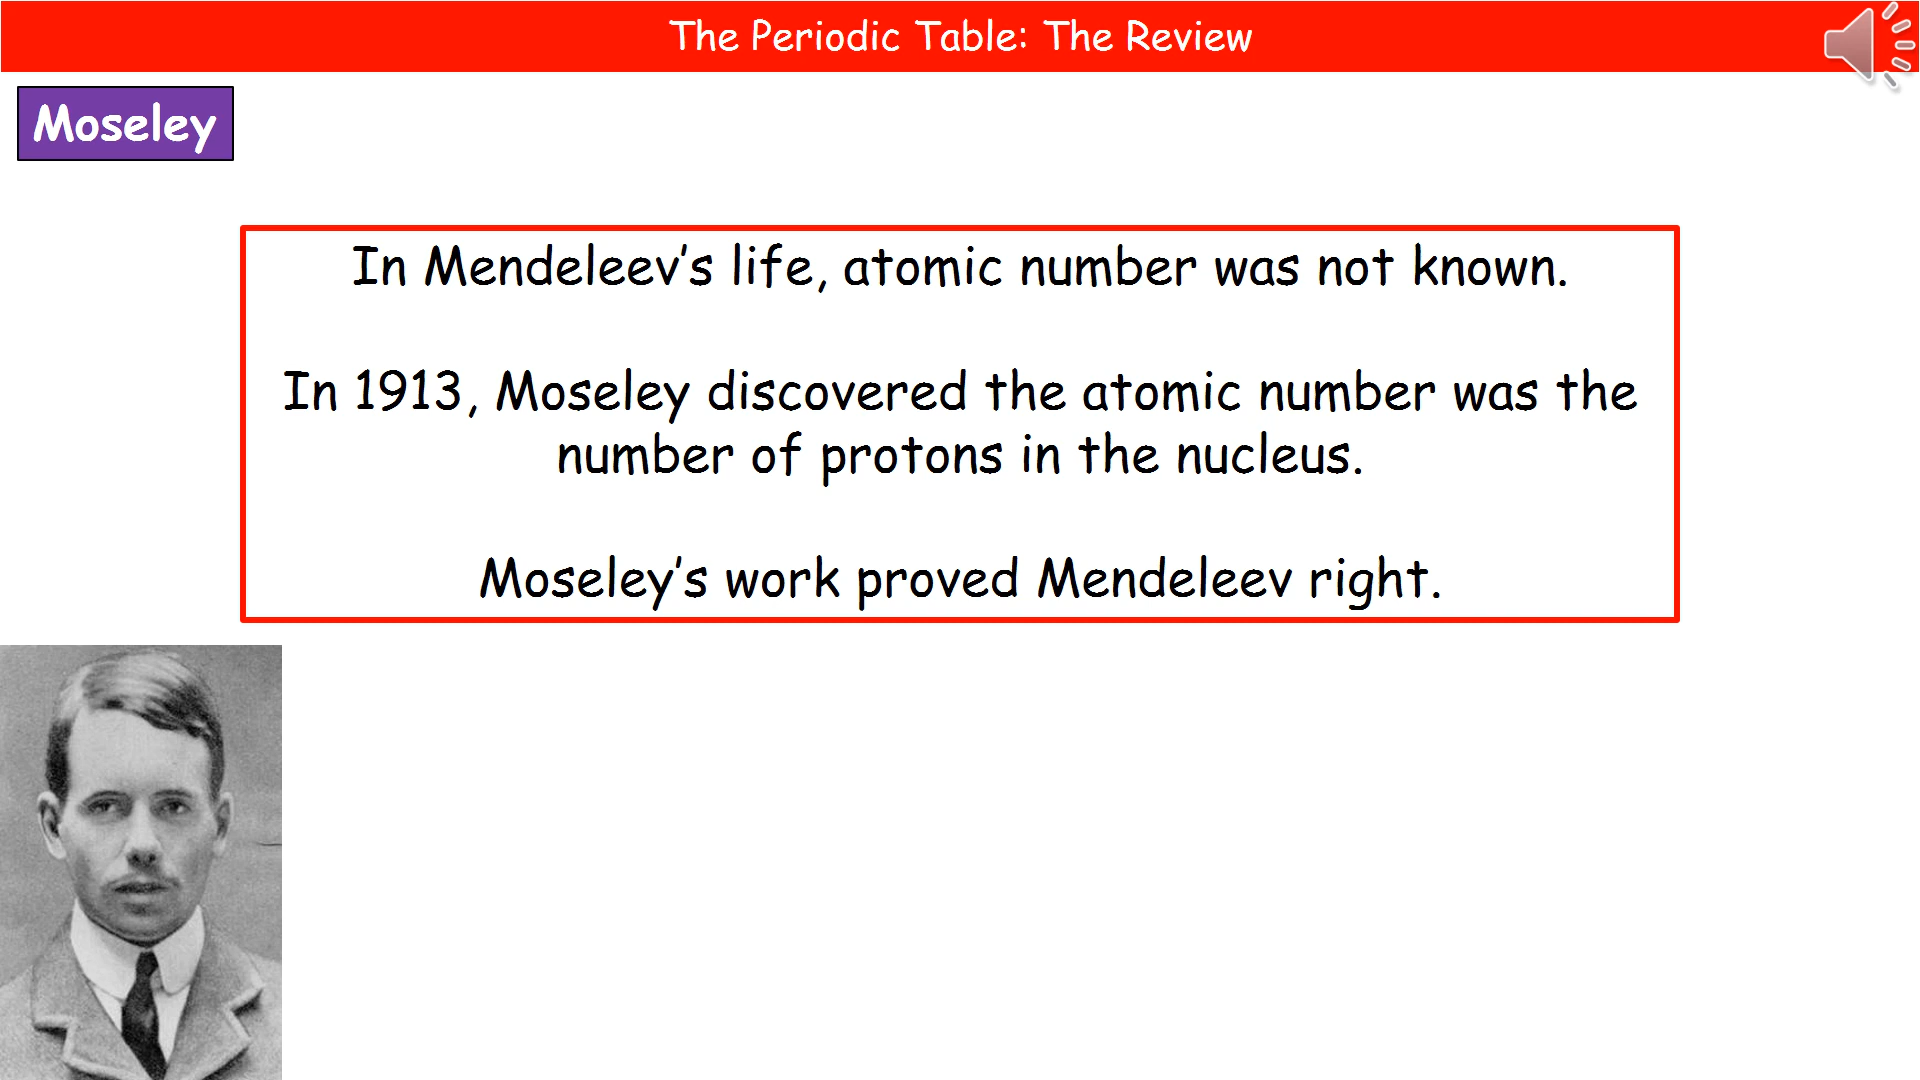 The Periodic Table: The Review
Moseley
In Mendeleev’s life, atomic number was not known.
In 1913, Moseley discovered the atomic number was the
number of protons in the nucleus.
Moseley’s work proved Mendeleev right.